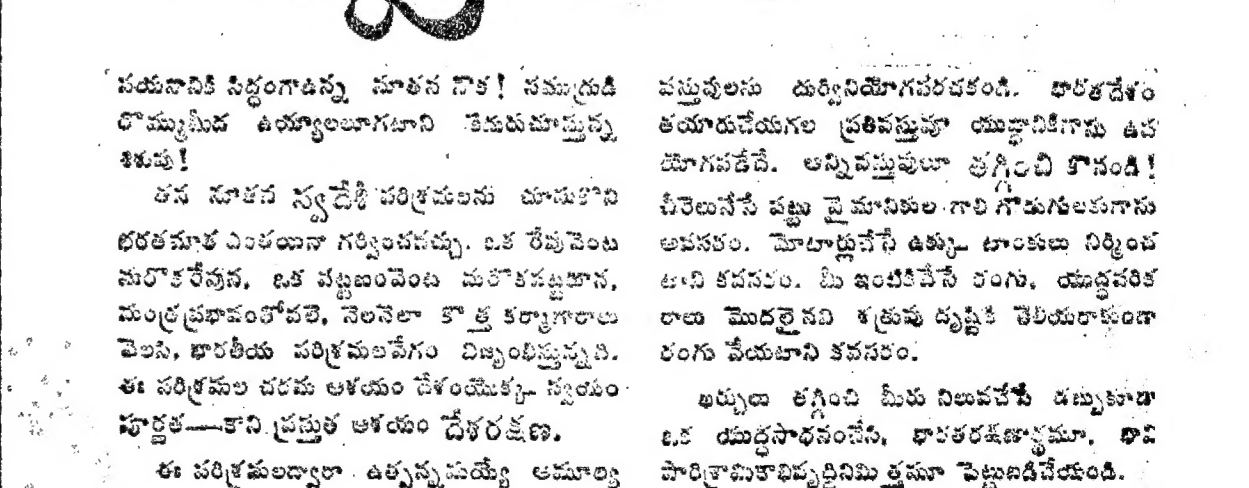 పయనానికి సిద్ధంగాఉన్న నూతన నౌక! సముద్రుడి
రొమ్ముమీద ఉయ్యాలలూగటాని కెదురుచూస్తున్న
శిశువు!
తన నూతన స్వదేశీ పరిశ్రమలను చూసుకొని
భరతమాత ఎంతయినా గర్వించవచ్చు. ఒక రేవువెంట
మరొకరేవున, ఒక పట్టణంవెంట మరొకపట్టణాన,
మంత్రప్రభావంతోవలె, నెలనెలా కొత్త కర్మాగారాలు
వెలసి, భారతీయ పరిశ్రమలవేగం విజృంభిస్తున్నది.
ఈ పరిశ్రమల చరమ ఆశయం దేశంయొక్క స్వయం
పూర్ణత—కాని ప్రస్తుత ఆశయం దేశరక్షణ.
ఈ పరిశ్రమలద్వారా ఉత్పన్నమయ్యే అమూల్య
వస్తువులను దుర్వినియోగపరచకండి. భారతదేశం
తయారుచేయగల ప్రతివస్తువూ యుద్ధానికిగాను ఉప
యోగపడేదే. అన్నివస్తువులూ తగ్గించి కొనండి!
చీరెలునేసే పట్టు వైమానికుల గాలి గొడుగులకుగాను
అవసరం. మోటార్లుచేసే ఉక్కు టాంకులు నిర్మించ
టాని కవసరం. మీ ఇంటికివేసే రంగు, యుద్ధపరిక
రాలు మొదలైనవి శత్రువు దృష్టికి తెలియరాకుండా
రంగు వేయటాని కవసరం.
ఖర్చులు తగ్గించి మీరు నిలువచేసే డబ్బుకూడా
ఒక యుద్ధసాధనంచేసి, భారతరక్షణార్థమూ, భావి
పారిశ్రామికాభివృద్ధినిమిత్తమూ పెట్టుబడిచేయండి.